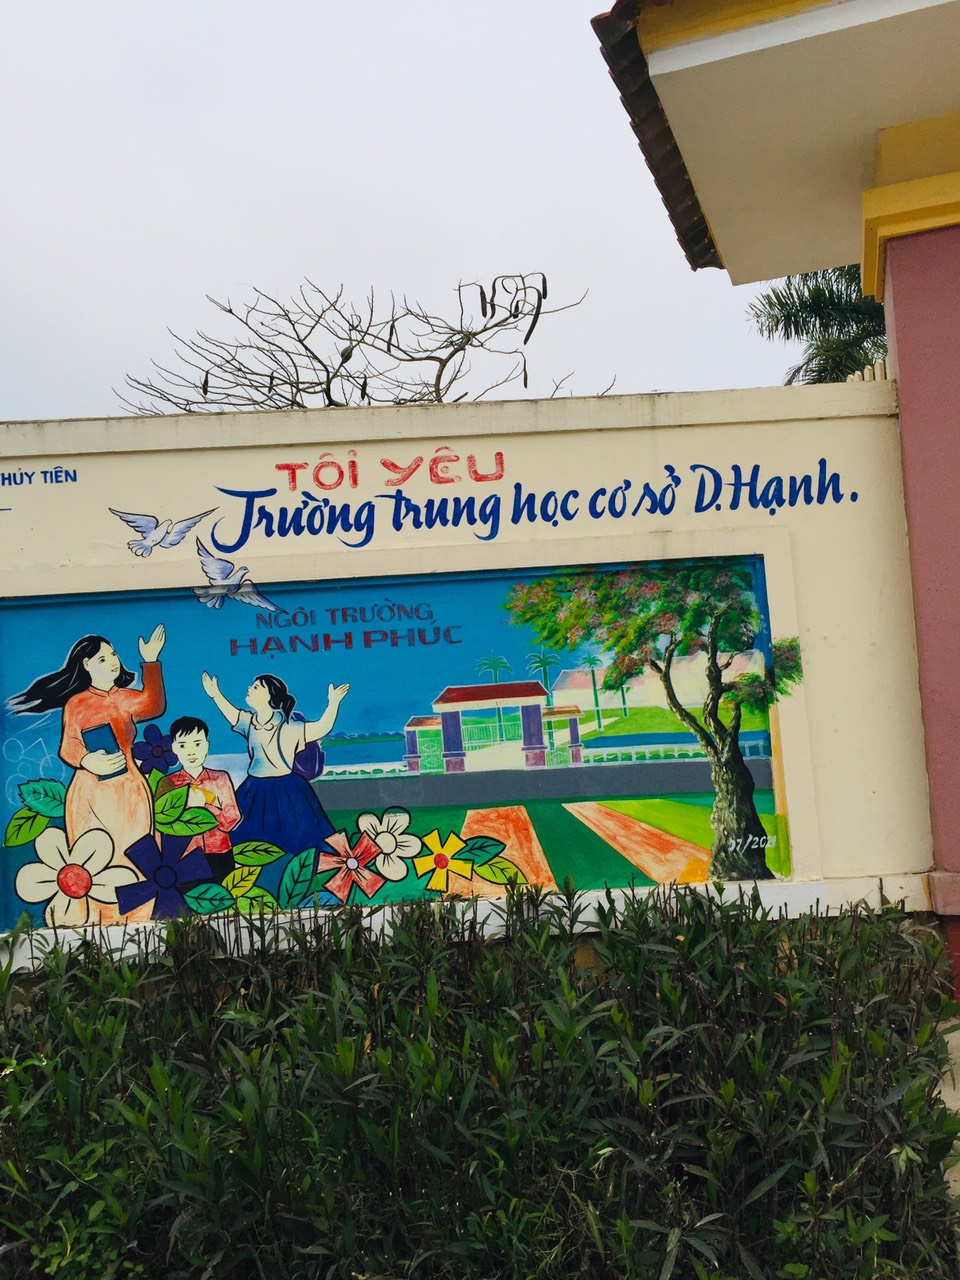 HỦY TIÊN
TÔI YÊU
Trường trung học cơ sở D.Hạnh.
NGÔI TRƯỜNG
HẠNH PHÚC